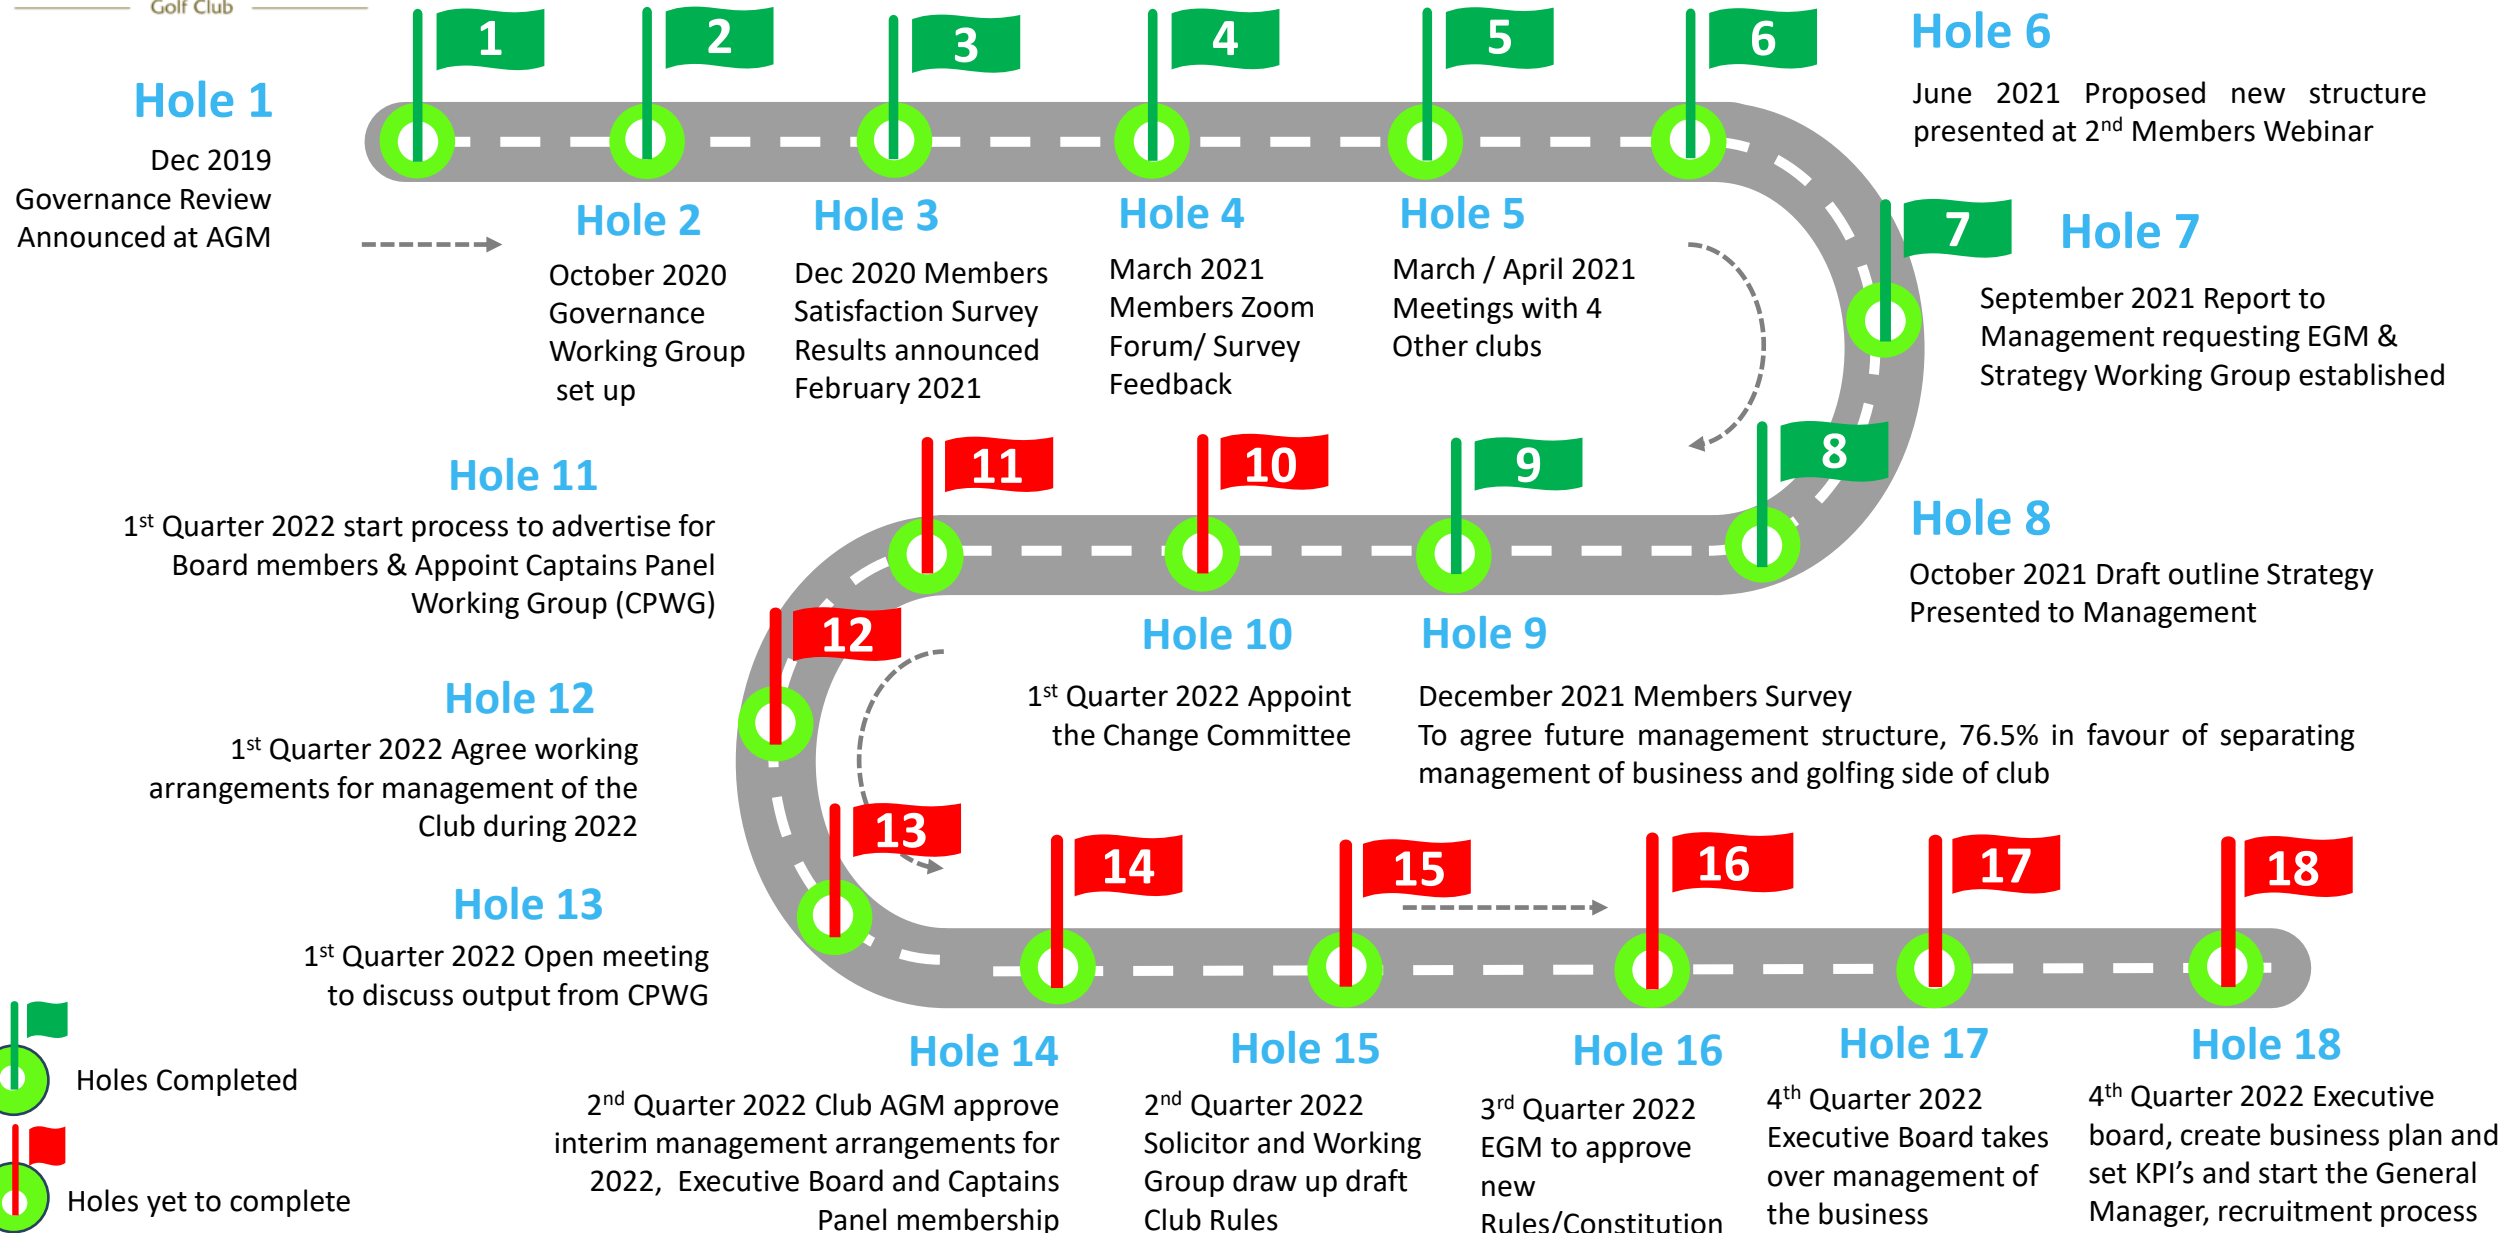 Golf Club
1
2
3
4
5
6
Hole 1
Dec 2019
Governance Review
Announced at AGM
Hole 2
October 2020
Governance
Working Group
set up
Hole 3
Dec 2020 Members
Satisfaction Survey
Results announced
February 2021
Hole 4
March 2021
Members Zoom
Forum/ Survey
Feedback
Hole 5
March / April 2021
Meetings with 4
Other clubs
Hole 6
June 2021 Proposed new structure
presented at 2nd Members Webinar
7
Hole 7
September 2021 Report to
Management requesting EGM &
Strategy Working Group established
8
Hole 8
October 2021 Draft outline Strategy
Presented to Management
9
Hole 9
December 2021 Members Survey
To agree future management structure, 76.5% in favour of separating
management of business and golfing side of club
10
Hole 10
1st Quarter 2022 Appoint
the Change Committee
11
Hole 11
1st Quarter 2022 start process to advertise for
Board members & Appoint Captains Panel
Working Group (CPWG)
12
Hole 12
1st Quarter 2022 Agree working
arrangements for management of the
Club during 2022
13
Hole 13
1st Quarter 2022 Open meeting
to discuss output from CPWG
14
Hole 14
2nd Quarter 2022 Club AGM approve
interim management arrangements for
2022, Executive Board and Captains
Panel membership
15
Hole 15
2nd Quarter 2022
Solicitor and Working
Group draw up draft
Club Rules
16
Hole 16
3rd Quarter 2022
EGM to approve
new
Rules/Constitution
17
Hole 17
4th Quarter 2022
Executive Board takes
over management of
the business
18
Hole 18
4th Quarter 2022 Executive
board, create business plan and
set KPI's and start the General
Manager, recruitment process
Holes Completed
Holes yet to complete